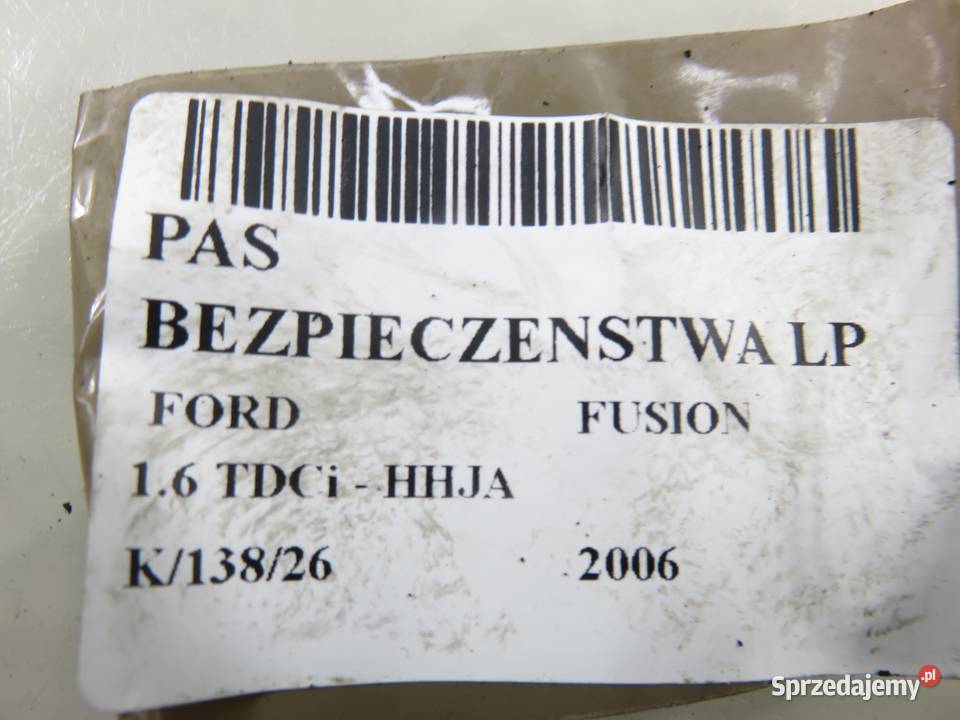 PAS
BEZPIECZENSTWA LP
FORD FUSION
1.6 TDCi - HHJA
K/138/26 2006
Sprzedajemy.pl